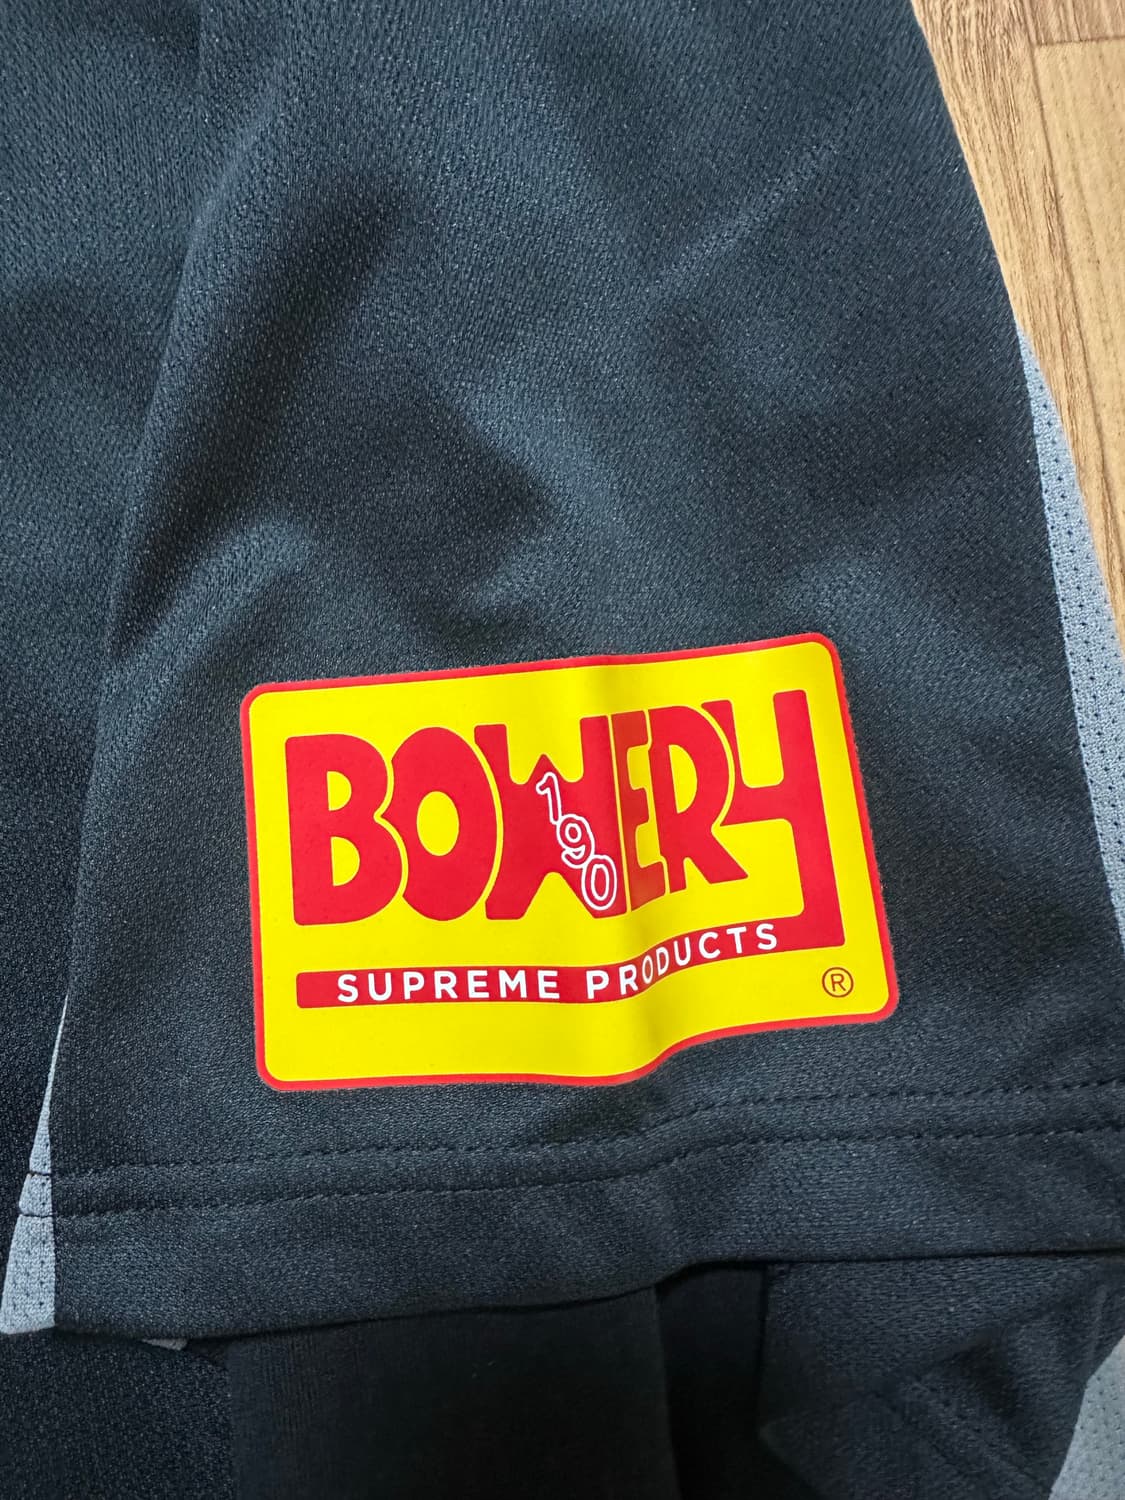 BOWERY
190
SUPREME PRODUCTS
®